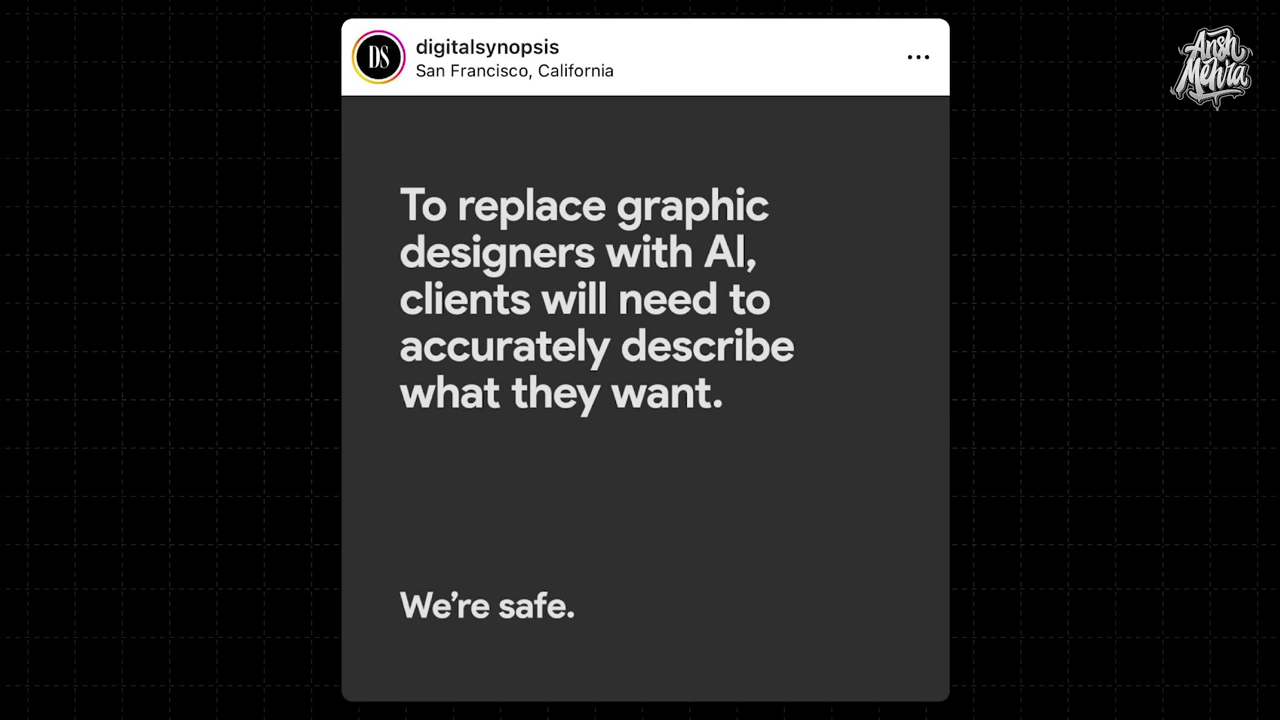 DS
digitalsynopsis
San Francisco, California
Ansh
Mehra
To replace graphic
designers with AI,
clients will need to
accurately describe
what they want.
We’re safe.